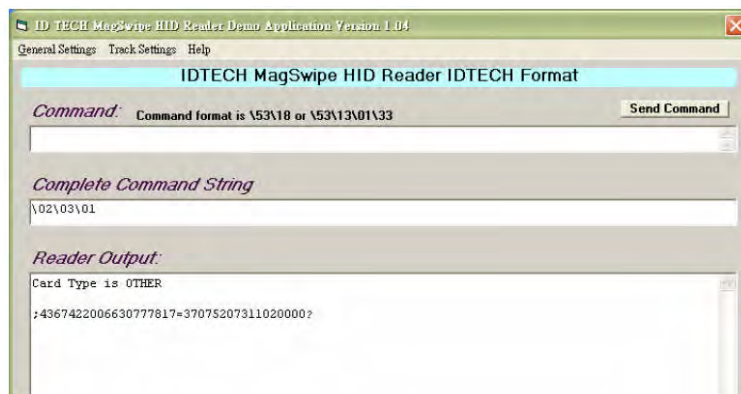 ID TECH MagSwipe HID Reader Demo Application Version 1.04
General Settings Track Settings Help
IDTECH MagSwipe HID Reader IDTECH Format
Command: Command format is \53\18 or \53\13\01\33 Send Command
Complete Command String
\02\03\01
Reader Output:
Card Type is OTHER
;4367422006630777817=37075207311020000?